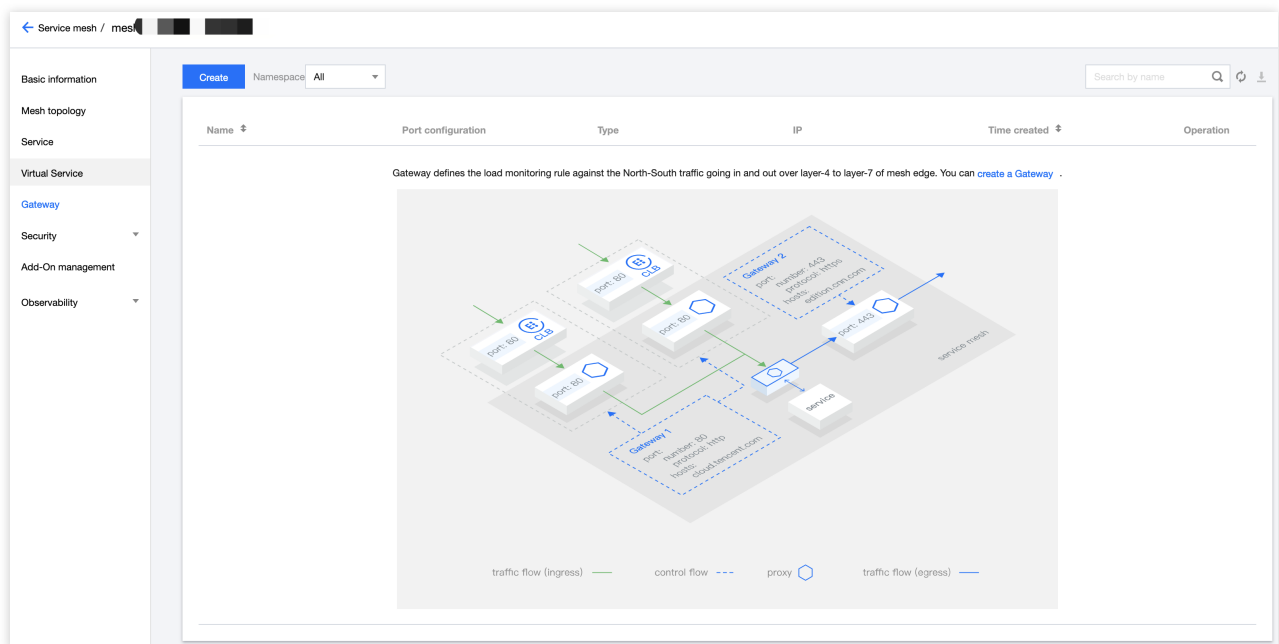 Service mesh / mesh
Basic information
Mesh topology
Service
Virtual Service
Gateway
Security
Add-On management
Observability
Create Namespace All Search by name
Name Port configuration Type IP Time created Operation
Gateway defines the load monitoring rule against the North-South traffic going in and out over layer-4 to layer-7 of mesh edge. You can create a Gateway .
port: 80 CLB
port: 80
port: 80 CLB
port: 80
Gateway 2
port: number: 443
protocol: https
hosts: edition.cnn.com
port: 443
service mesh
service
Gateway 1
port: number: 80
protocol: http
hosts: cloud.tencent.com
traffic flow (ingress) control flow proxy traffic flow (egress)